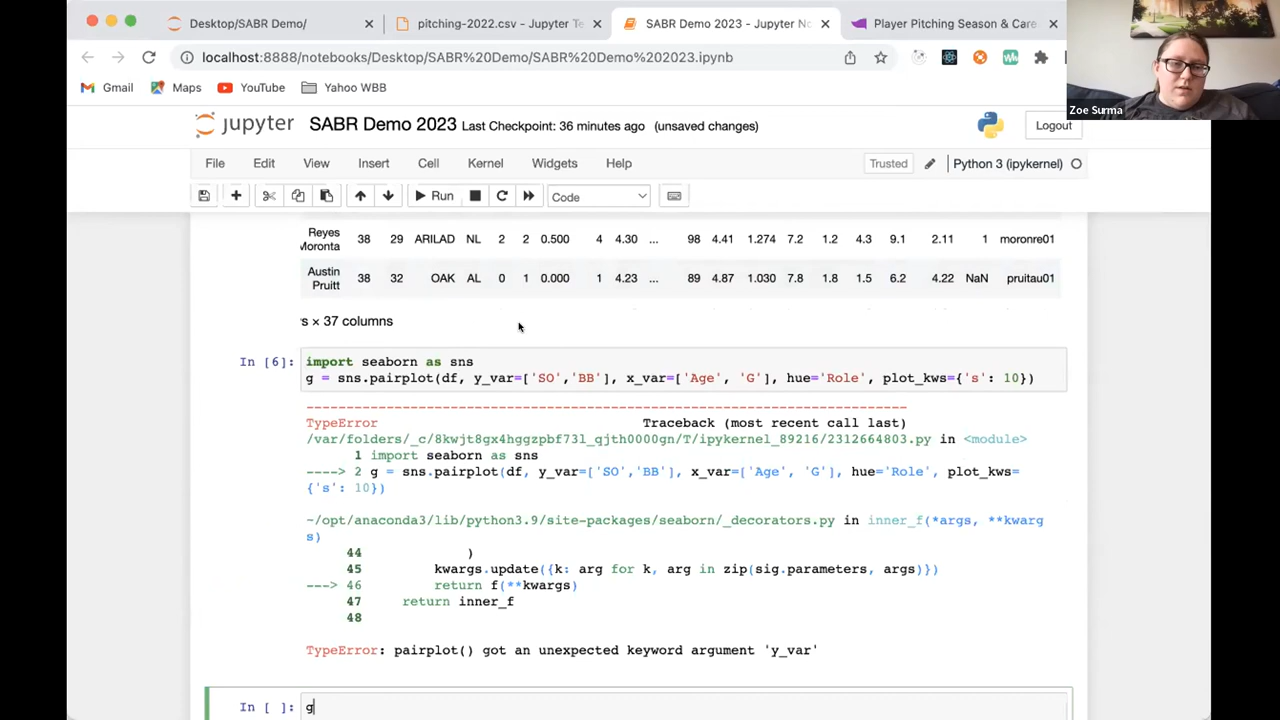 Desktop/SABR Demo/
pitching-2022.csv - Jupyter Te
SABR Demo 2023 - Jupyter No
Player Pitching Season & Care
localhost:8888/notebooks/Desktop/SABR%20Demo/SABR%20Demo%202023.ipynb
Gmail Maps YouTube Yahoo WBB
Zoe Surma
jupyter SABR Demo 2023 Last Checkpoint: 36 minutes ago (unsaved changes)
Logout
File Edit View Insert Cell Kernel Widgets Help
Trusted Python 3 (ipykernel)
Run Code
Reyes
Moronta 38 29 ARILAD NL 2 2 0.500 4 4.30 ... 98 4.41 1.274 7.2 1.2 4.3 9.1 2.11 1 moronre01
Austin
Pruitt 38 32 OAK AL 0 1 0.000 1 4.23 ... 89 4.87 1.030 7.8 1.8 1.5 6.2 4.22 NaN pruitau01
s × 37 columns
In [6]: import seaborn as sns
g = sns.pairplot(df, y_var=['SO','BB'], x_var=['Age', 'G'], hue='Role', plot_kws={'s': 10})
---------------------------------------------------------------------------
TypeError Traceback (most recent call last)
/var/folders/_c/8kwjt8gx4hggzpbf73l_qjth0000gn/T/ipykernel_89216/2312664803.py in <module>
1 import seaborn as sns
----> 2 g = sns.pairplot(df, y_var=['SO','BB'], x_var=['Age', 'G'], hue='Role', plot_kws=
{'s': 10})
~/opt/anaconda3/lib/python3.9/site-packages/seaborn/_decorators.py in inner_f(*args, **kwarg
s)
44 )
45 kwargs.update({k: arg for k, arg in zip(sig.parameters, args)})
---> 46 return f(**kwargs)
47 return inner_f
48
TypeError: pairplot() got an unexpected keyword argument 'y_var'
In [ ]: g